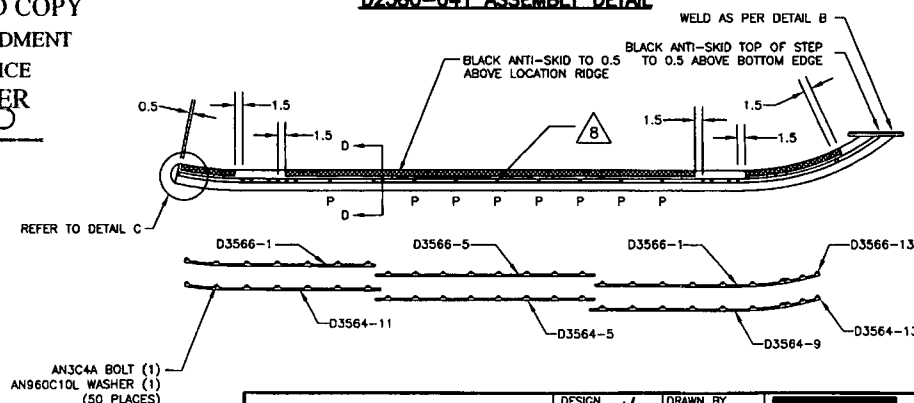 COPY
DMENT
ICE
ER
D2580-041 ASSEMBLY DETAIL
WELD AS PER DETAIL B
BLACK ANTI-SKID TO 0.5
ABOVE LOCATION RIDGE
BLACK ANTI-SKID TOP OF STEP
TO 0.5 ABOVE BOTTOM EDGE
0.5
1.5
1.5
1.5
1.5
1.5
8
D
D
P P P P P P P P
REFER TO DETAIL C
D3566-1
D3566-5
D3566-1
D3566-13
D3564-11
D3564-5
D3564-9
D3564-13
AN3C4A BOLT (1)
AN960C10L WASHER (1)
(50 PLACES)
DESIGN
DRAWN BY